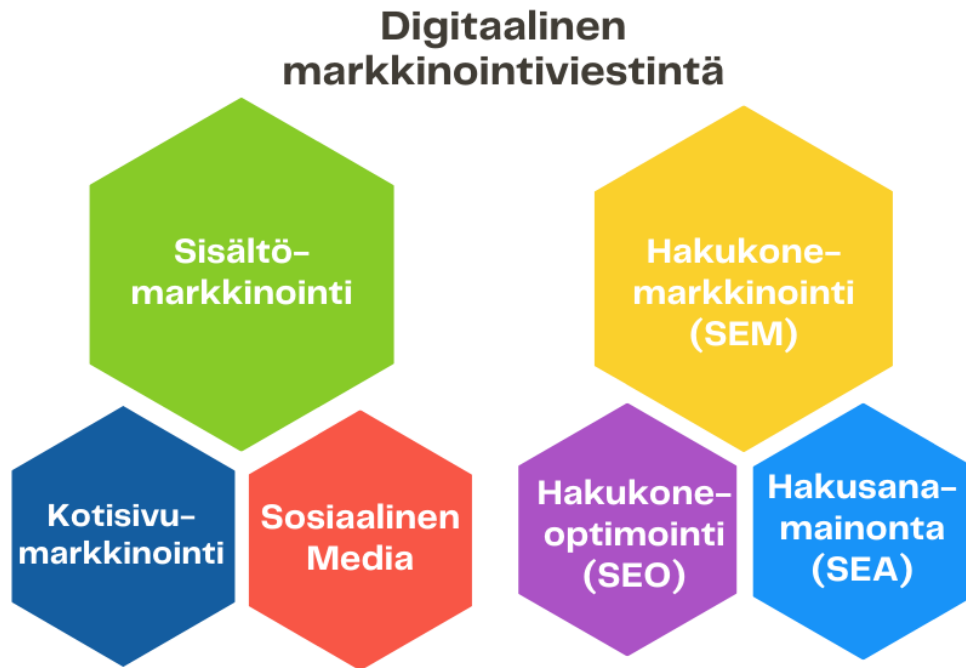 Digitaalinen
markkinointiviestintä
Sisältö-
markkinointi
Hakukone-
markkinointi
(SEM)
Kotisivu-
markkinointi
Sosiaalinen
Media
Hakukone-
optimointi
(SEO)
Hakusana-
mainonta
(SEA)